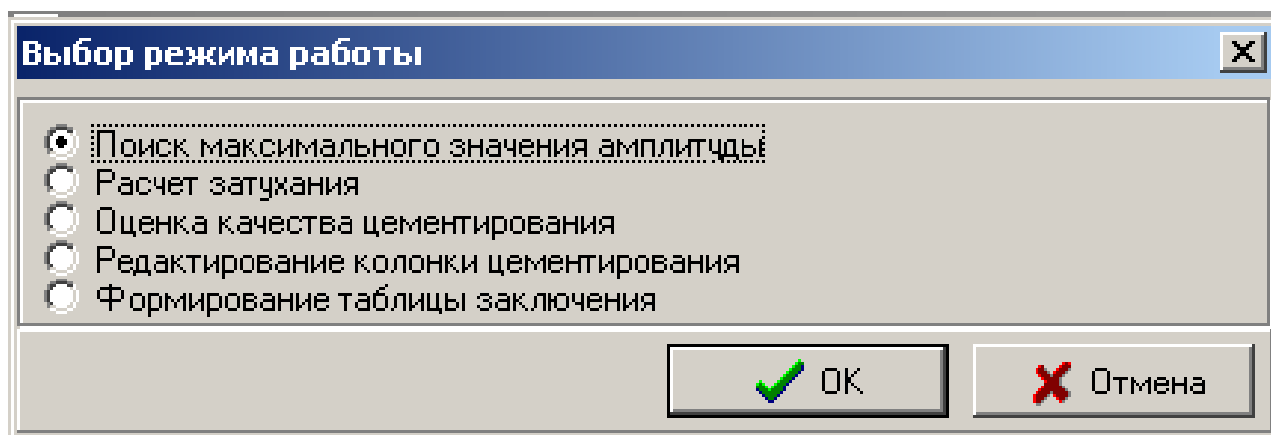 Выбор режима работы
Поиск максимального значения амплитуды
Расчет затухания
Оценка качества цементирования
Редактирование колонки цементирования
Формирование таблицы заключения
OK
Отмена